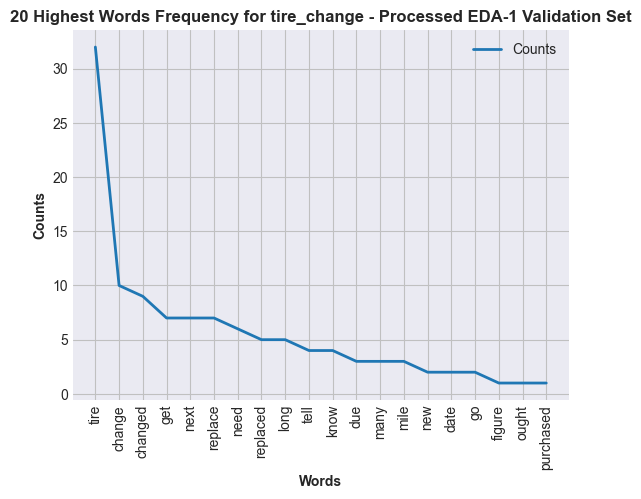 20 Highest Words Frequency for tire_change - Processed EDA-1 Validation Set
Counts
30
25
20
15
10
5
0
Counts
tire
change
changed
get
next
replace
need
replaced
long
tell
know
due
many
mile
new
date
go
figure
ought
purchased
Words